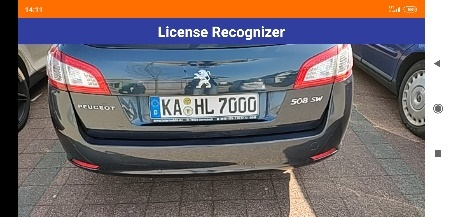 14:11
License Recognizer
PEUGEOT
508 SW
D KA HL 7000